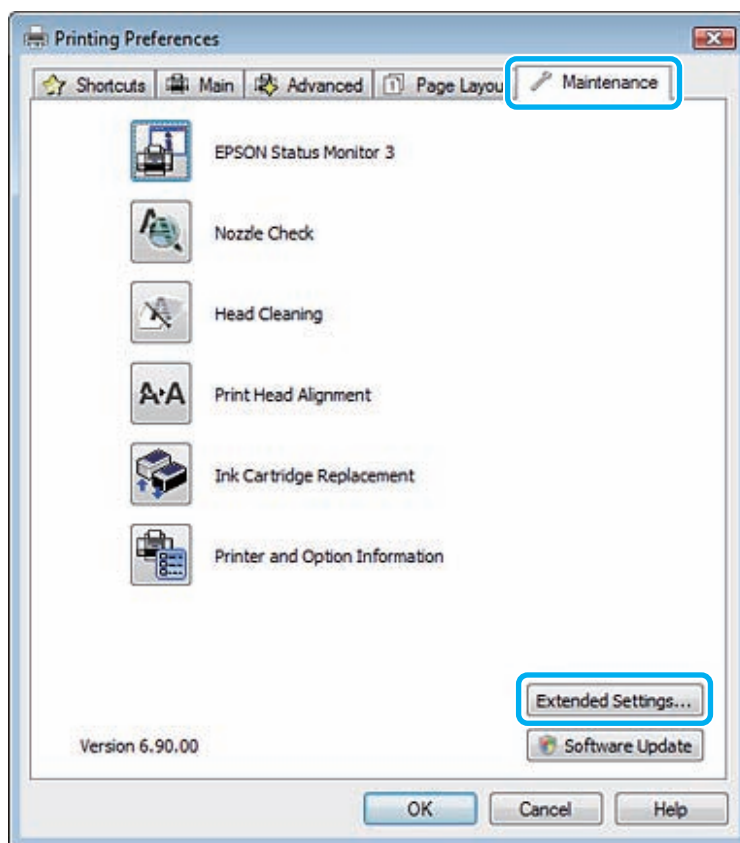 Printing Preferences
Shortcuts Main Advanced 1 Page Layou Maintenance
EPSON Status Monitor 3
Nozzle Check
Head Cleaning
A A Print Head Alignment
Ink Cartridge Replacement
Printer and Option Information
Extended Settings...
Version 6.90.00 Software Update
OK Cancel Help